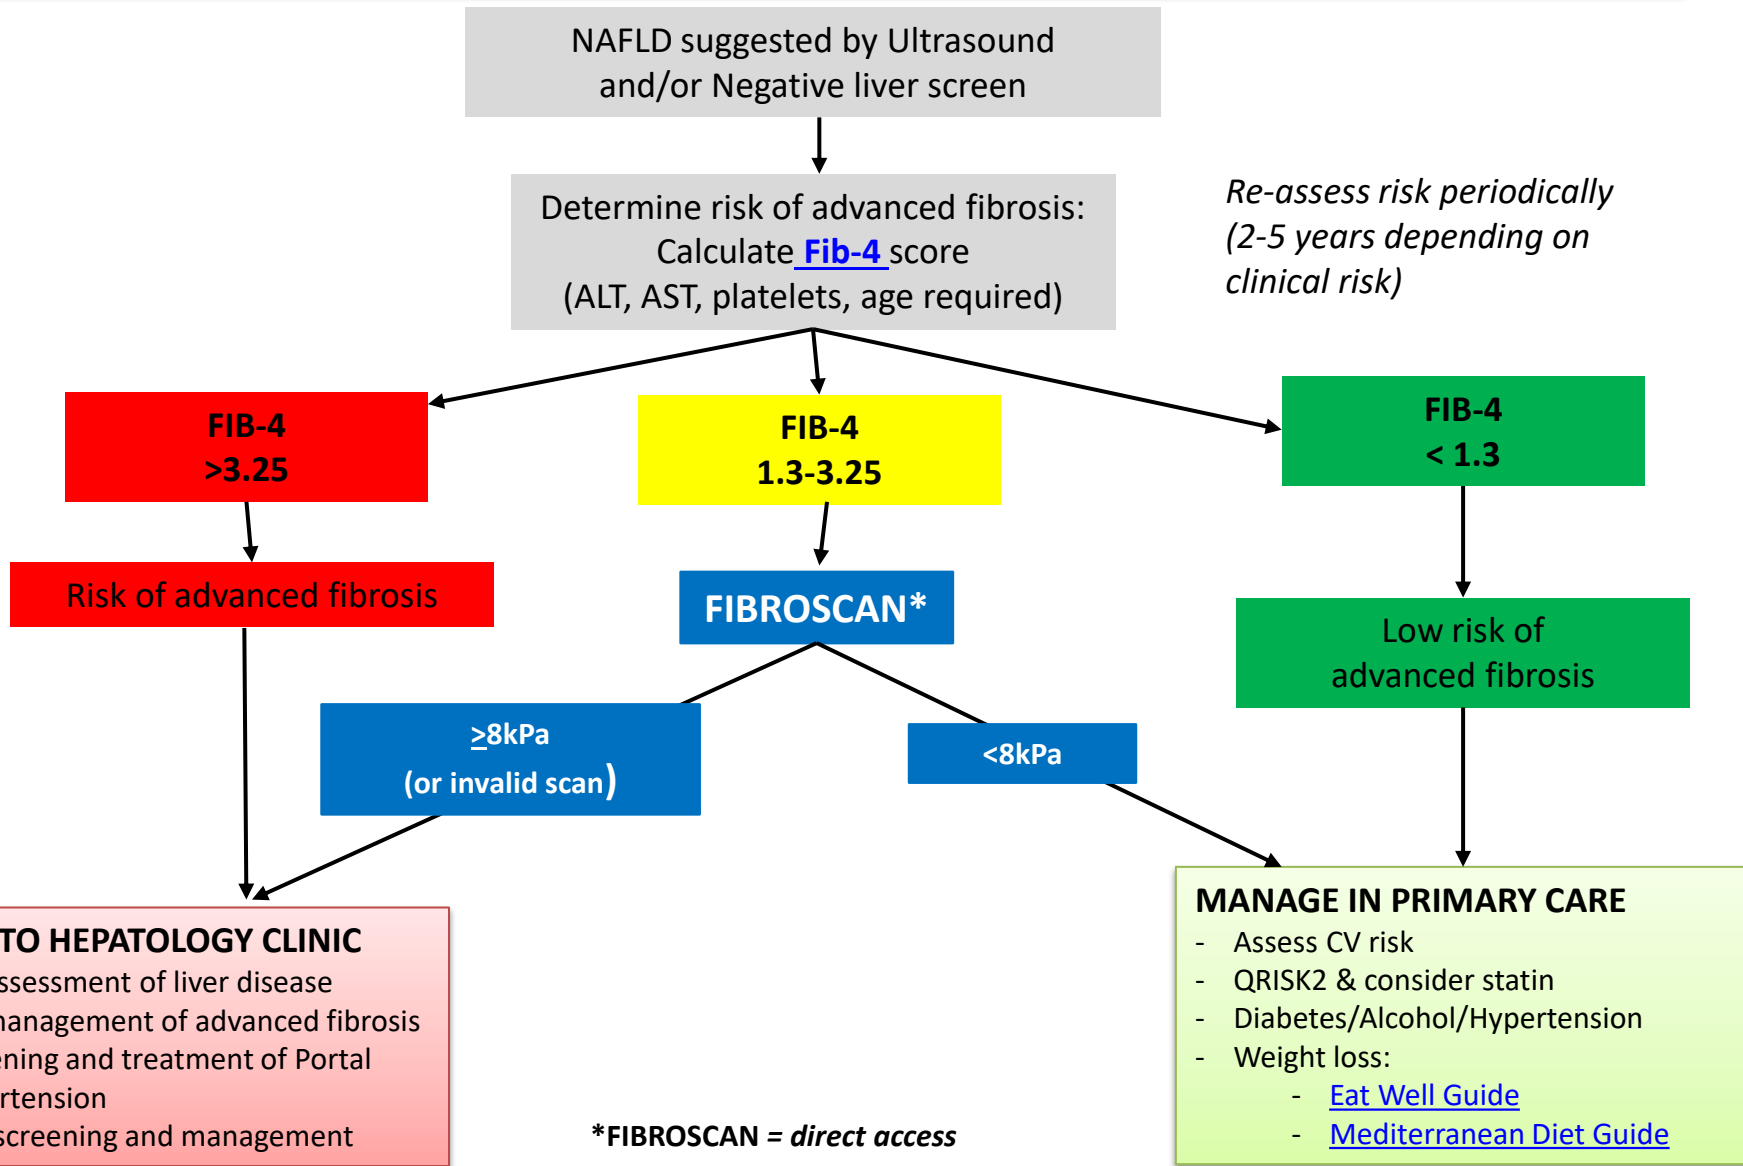 NAFLD suggested by Ultrasound
and/or Negative liver screen
Determine risk of advanced fibrosis:
Calculate Fib-4 score
(ALT, AST, platelets, age required)
Re-assess risk periodically
(2-5 years depending on
clinical risk)
FIB-4
>3.25
FIB-4
1.3-3.25
FIB-4
< 1.3
Risk of advanced fibrosis
FIBROSCAN*
Low risk of
advanced fibrosis
≥8kPa
(or invalid scan)
<8kPa
TO HEPATOLOGY CLINIC
ssessment of liver disease
management of advanced fibrosis
ening and treatment of Portal
rtension
screening and management
MANAGE IN PRIMARY CARE
- Assess CV risk
- QRISK2 & consider statin
- Diabetes/Alcohol/Hypertension
- Weight loss:
- Eat Well Guide
- Mediterranean Diet Guide
*FIBROSCAN = direct access